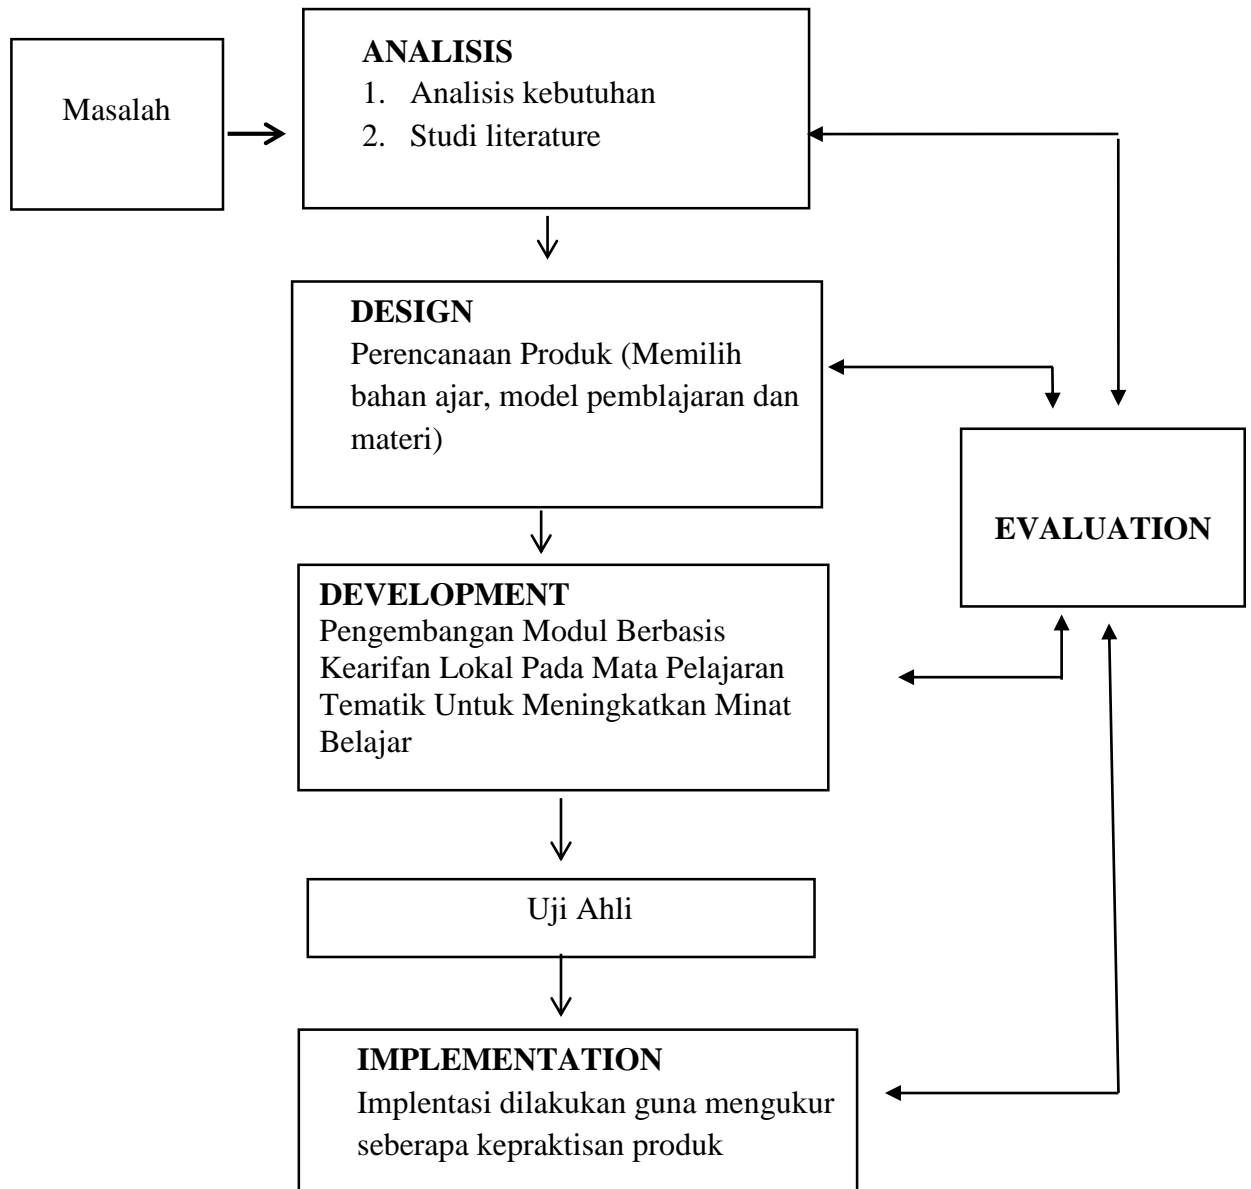 Masalah
ANALISIS
1. Analisis kebutuhan
2. Studi literature
DESIGN
Perencanaan Produk (Memilih
bahan ajar, model pemblajaran dan
materi)
EVALUATION
DEVELOPMENT
Pengembangan Modul Berbasis
Kearifan Lokal Pada Mata Pelajaran
Tematik Untuk Meningkatkan Minat
Belajar
Uji Ahli
IMPLEMENTATION
Implentasi dilakukan guna mengukur
seberapa kepraktisan produk